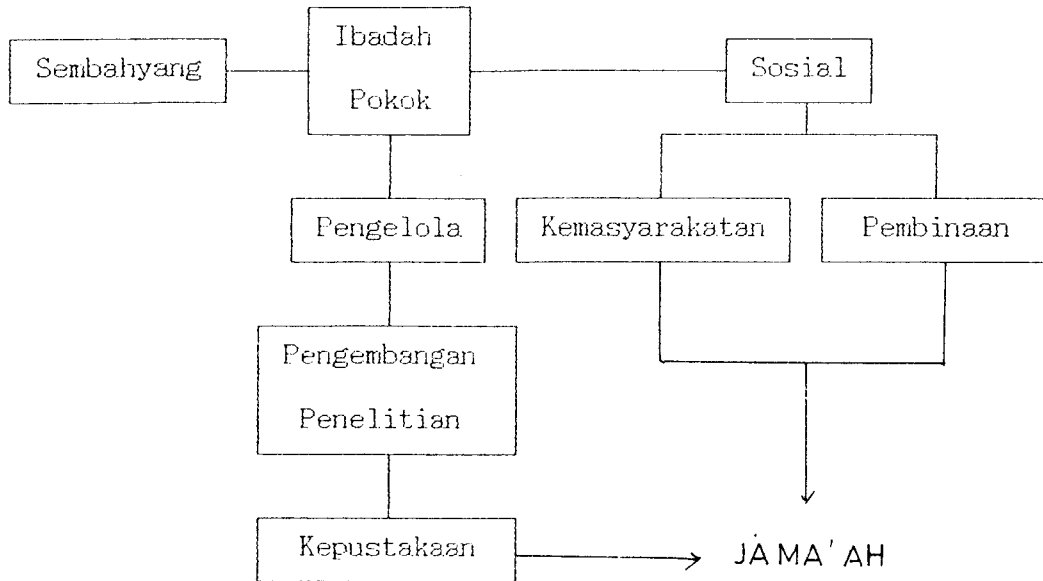 Ibadah
Pokok
Sembahyang
Sosial
Pengelola
Kemasyarakatan
Pembinaan
Pengembangan
Penelitian
Kepustakaan
JAMA'AH